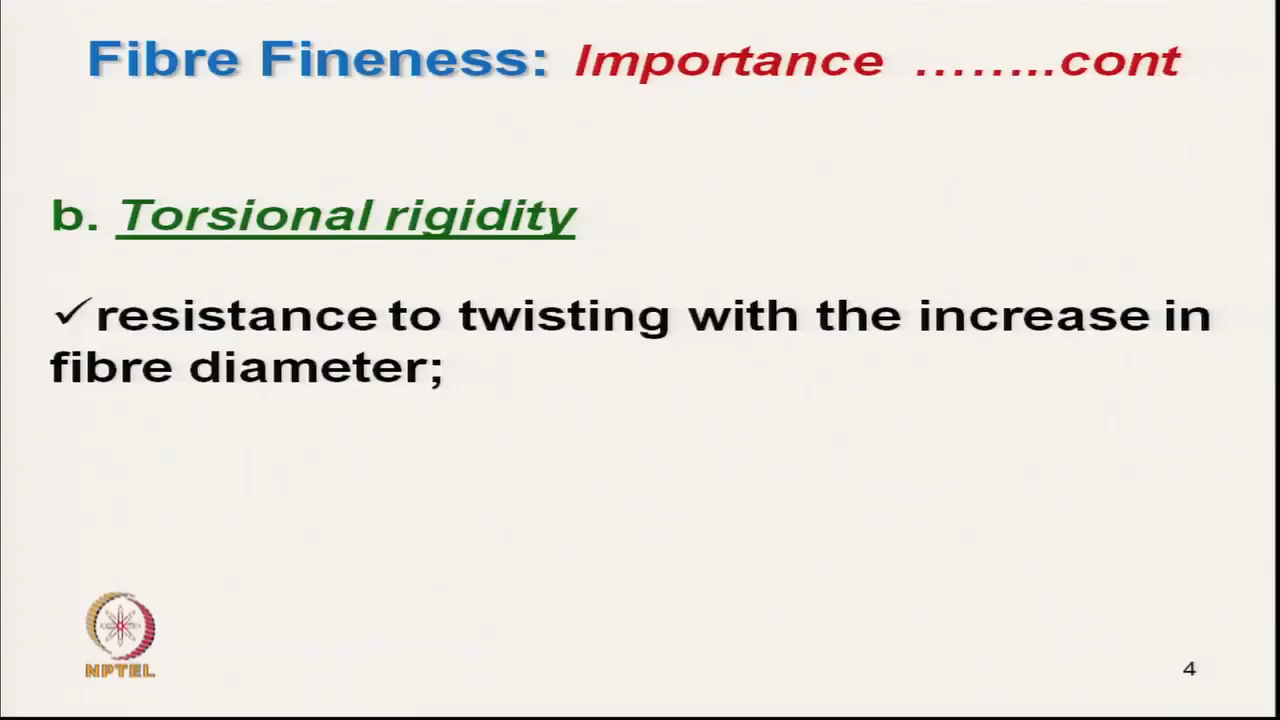 Fibre Fineness: Importance ……..cont
b. Torsional rigidity
✓resistance to twisting with the increase in
fibre diameter;
NPTEL
4